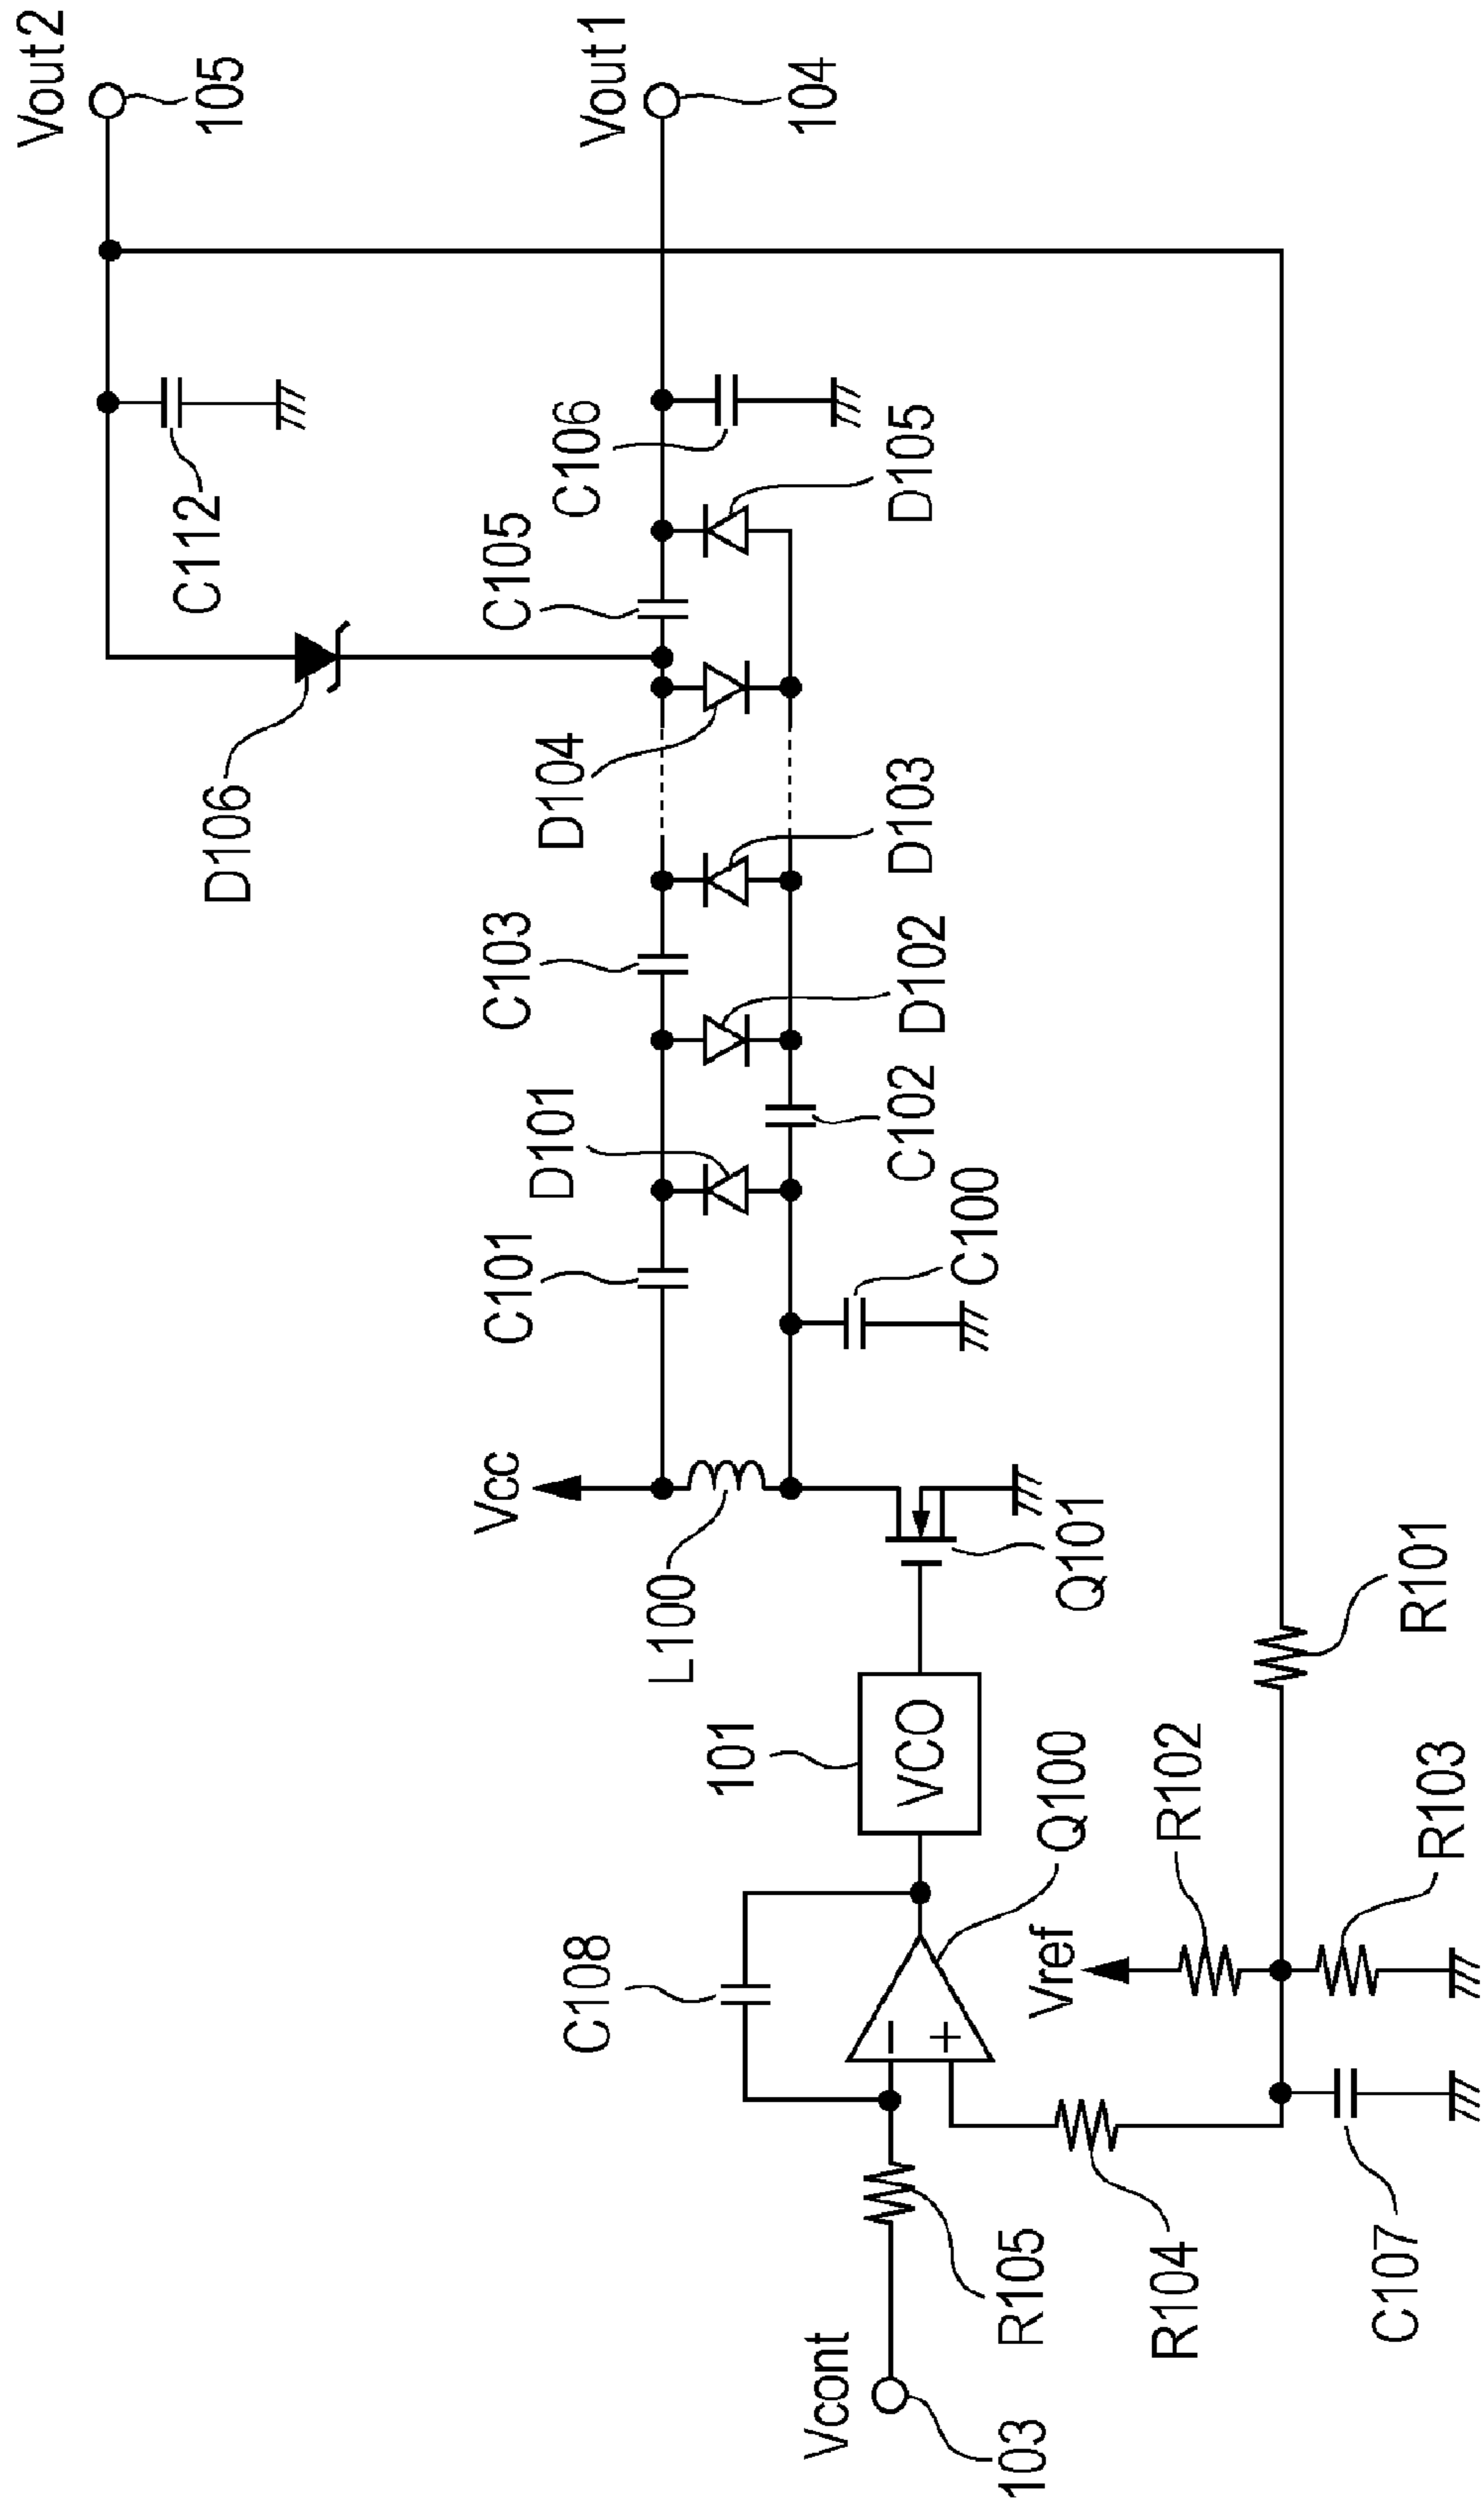 Vout2
105
Vout1
104
C112
C106
C105
D105
D106
D104
D103
C103
D102
D101
C102
C101
C100
Vcc
L100
Q101
R101
101
VCO
Q100
R102
R103
C108
Vref
R105
R104
C107
Vcont
103
−
+